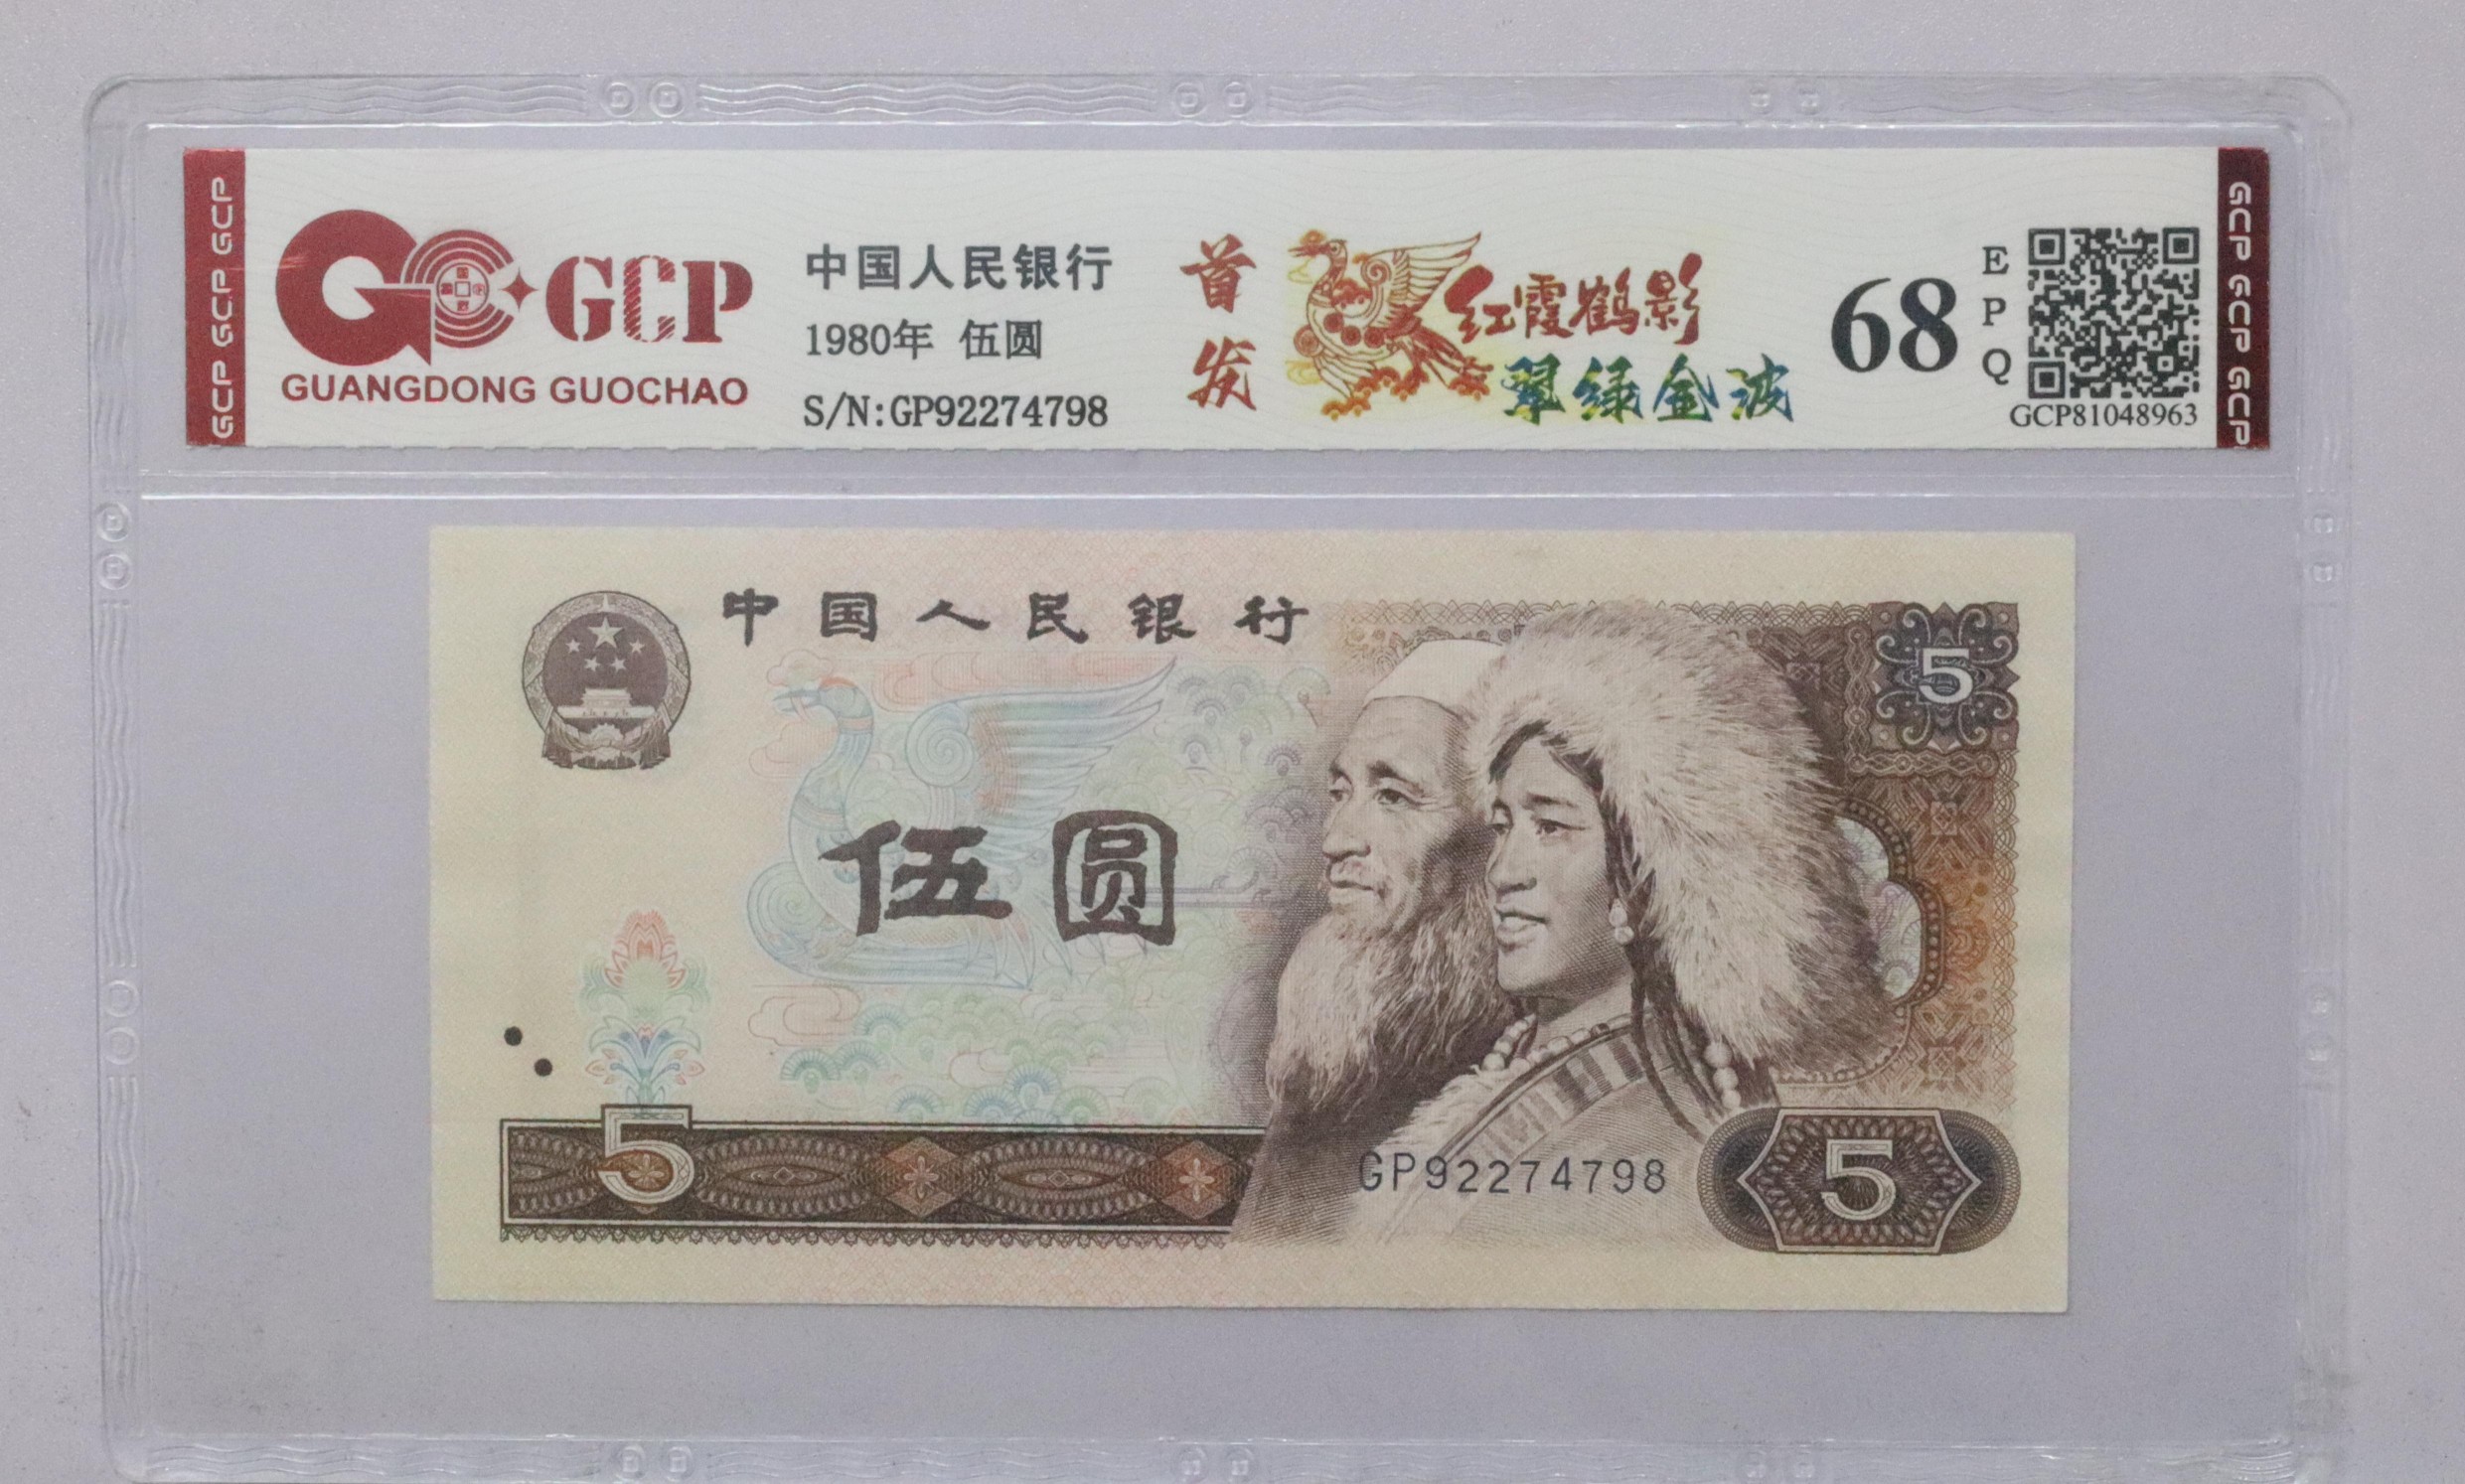 GCP GCP GCP
GCP
GUANGDONG GUOCHAO
中国人民银行
1980年 伍圆
S/N:GP92274798
首发
红霞鹤影
翠绿金波
68
EPQ
GCP81048963
GCP GCP GCP
中国人民银行
5
伍圆
5
GP92274798
5